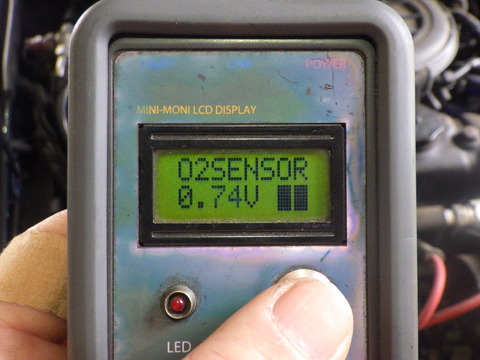 POWER
MINI-MONI LCD DISPLAY
O2SENSOR
0.74V
LED